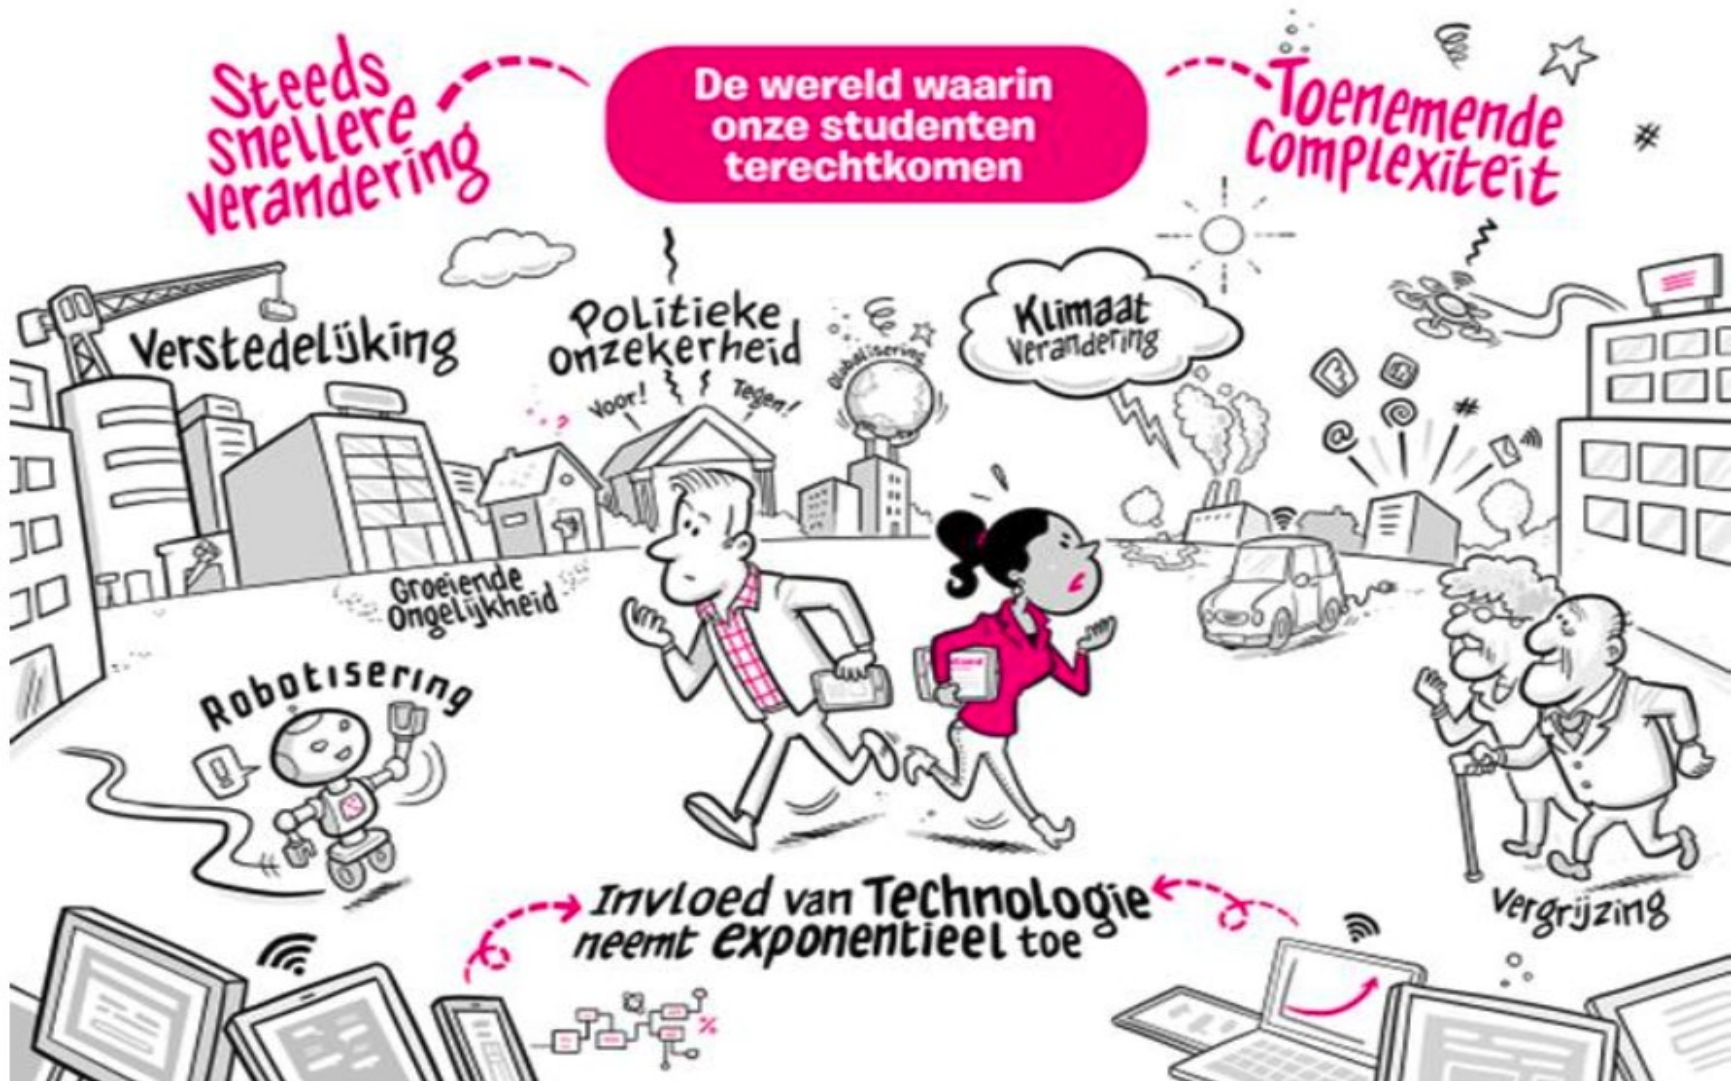 Steeds
snellere
verandering
De wereld waarin
onze studenten
terechtkomen
Toenemende
complexiteit
#
Verstedelijking
Politieke
onzekerheid
Voor!
Tegen!
Globalisering
Klimaat
verandering
@
@
#
Groeiende
Ongelijkheid
Robotisering
!
Invloed van Technologie
neemt exponentieel toe
Vergrijzing
%